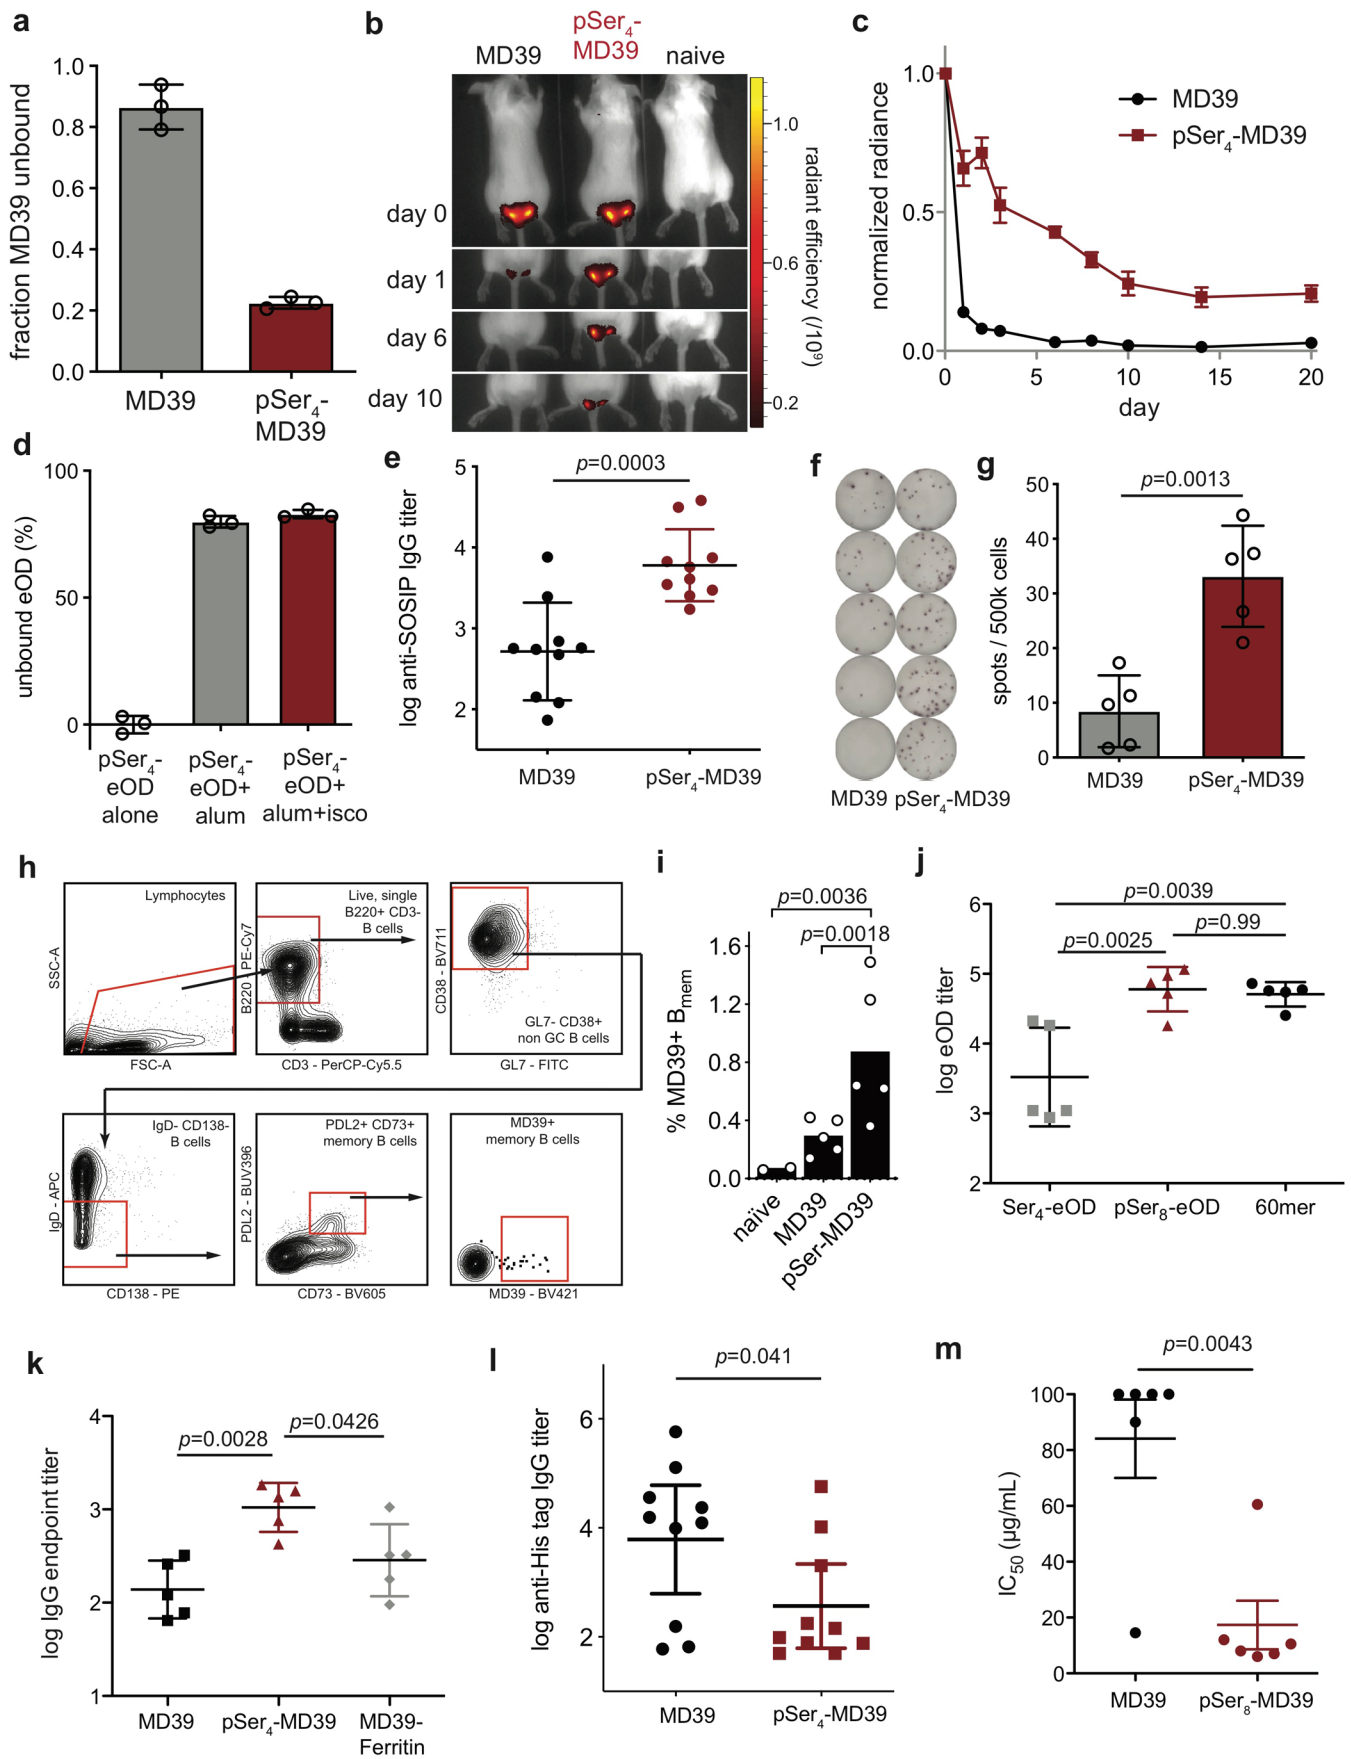 a
1.0
0.8
0.6
0.4
0.2
0.0
fraction MD39 unbound
MD39
pSer4-
MD39
b
MD39
pSer4-
MD39
naive
day 0
day 1
day 6
day 10
1.0
0.6
0.2
radiant efficiency (/10^9)
c
1.0
0.5
0.0
normalized radiance
MD39
pSer4-MD39
0
5
10
15
20
day
d
100
50
0
unbound eOD (%)
pSer4-
eOD
alone
pSer4-
eOD+
alum
pSer4-
eOD+
alum+isco
e
5
4
3
2
log anti-SOSIP IgG titer
p=0.0003
MD39
pSer4-MD39
f
MD39
pSer4-MD39
g
50
40
30
20
10
0
spots / 500k cells
p=0.0013
MD39
pSer4-MD39
h
Lymphocytes
SSC-A
FSC-A
Live, single
B220+ CD3-
B cells
B220 - PE-Cy7
CD3 - PerCP-Cy5.5
CD38 - BV711
GL7- CD38+
non GC B cells
GL7 - FITC
IgD- CD138-
B cells
IgD - APC
CD138 - PE
PDL2+ CD73+
memory B cells
PDL2 - BUV396
CD73 - BV605
MD39+
memory B cells
MD39 - BV421
i
p=0.0036
p=0.0018
1.6
1.2
0.8
0.4
0.0
% MD39+ Bmem
naïve
MD39
pSer-MD39
j
6
5
4
3
2
log eOD titer
p=0.0039
p=0.99
p=0.0025
Ser4-eOD
pSer8-eOD
60mer
k
4
3
2
1
log IgG endpoint titer
p=0.0028
p=0.0426
MD39
pSer4-MD39
MD39-
Ferritin
l
6
4
2
log anti-His tag IgG titer
p=0.041
MD39
pSer4-MD39
m
p=0.0043
100
80
60
40
20
0
IC50 (µg/mL)
MD39
pSer8-MD39